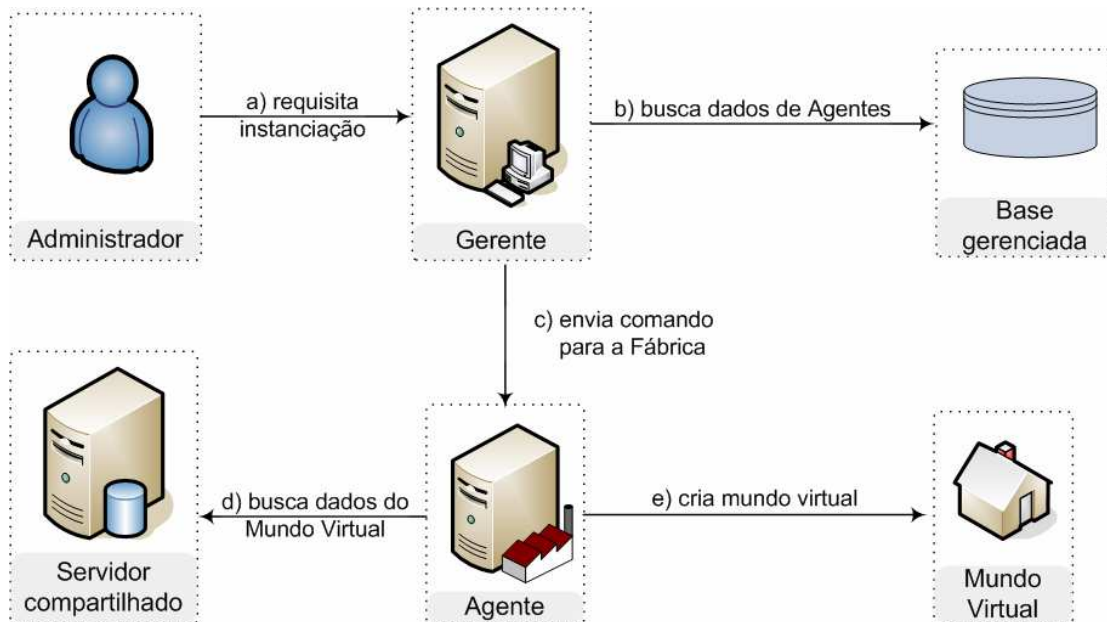 a) requisita
instanciação
b) busca dados de Agentes
Administrador
Gerente
Base
gerenciada
c) envia comando
para a Fábrica
d) busca dados do
Mundo Virtual
e) cria mundo virtual
Servidor
compartilhado
Agente
Mundo
Virtual